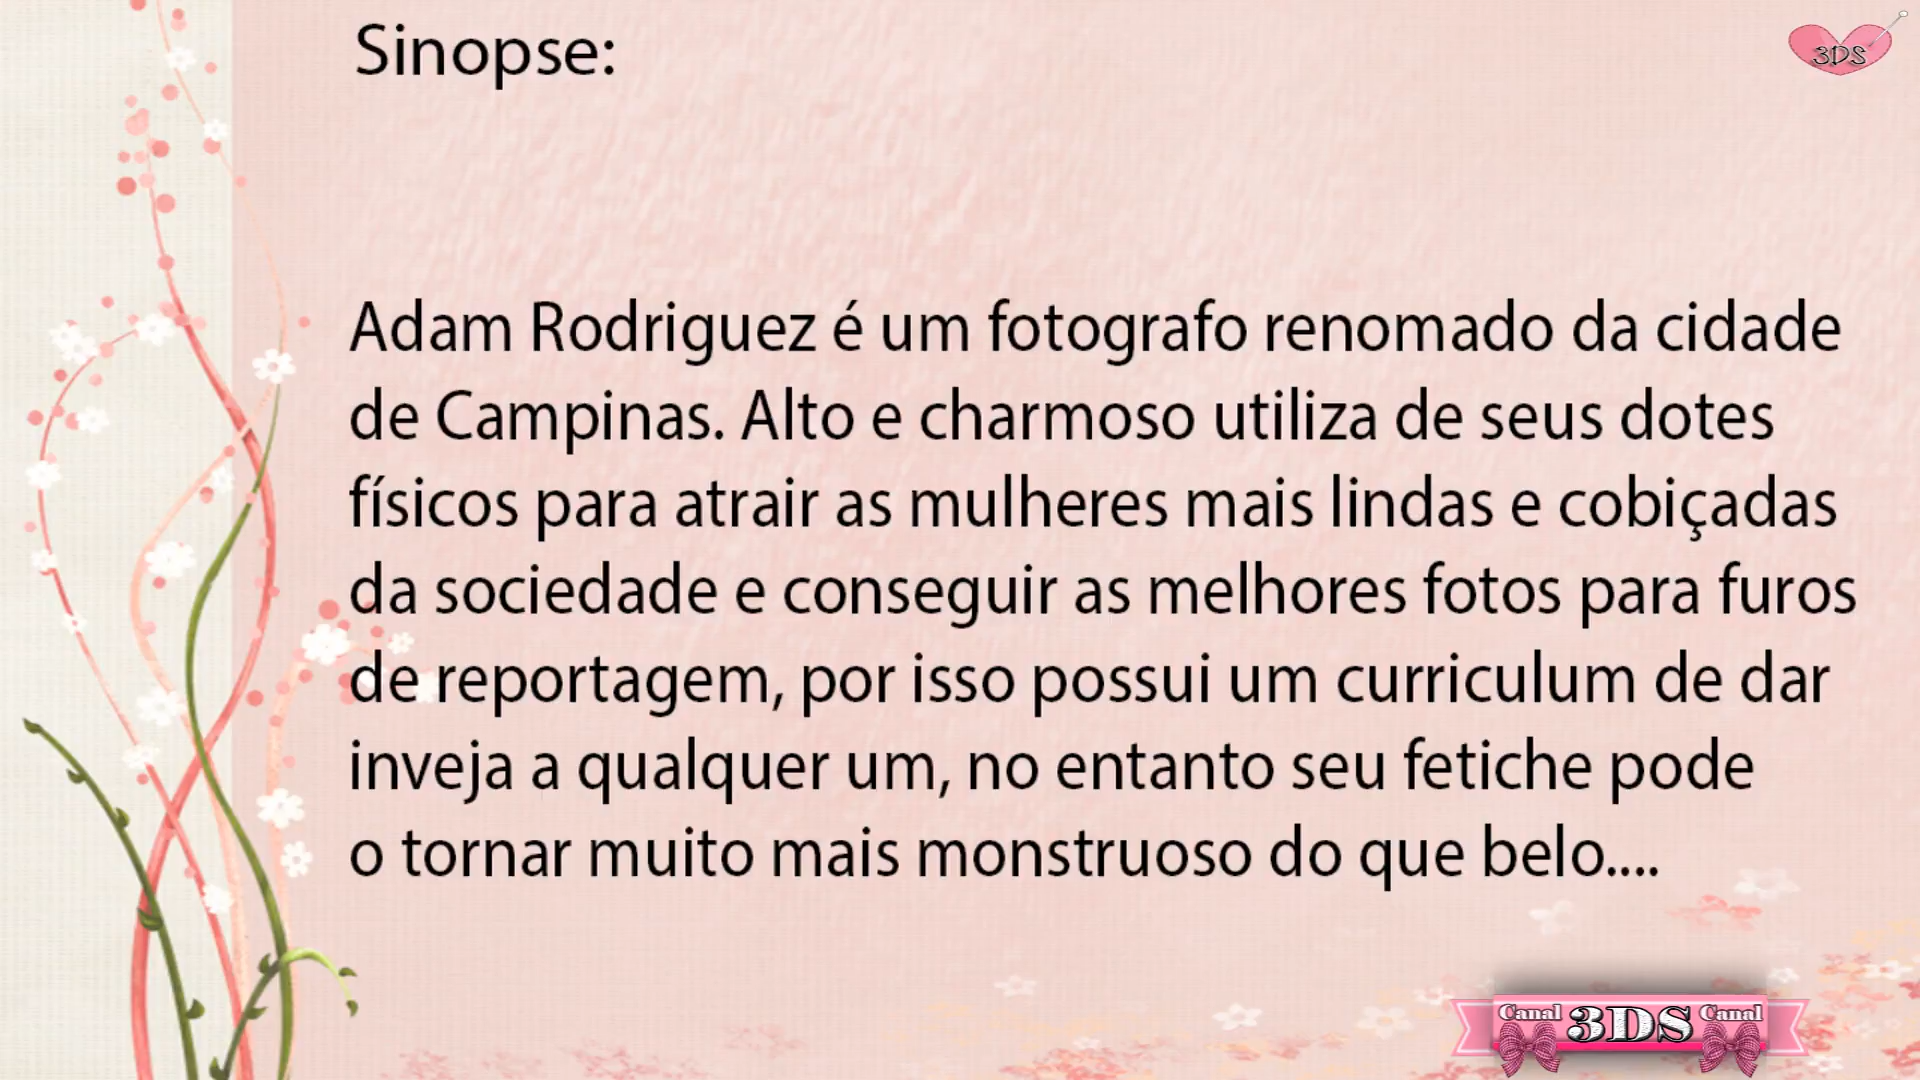 Sinopse:
3DS
Adam Rodriguez é um fotografo renomado da cidade
de Campinas. Alto e charmoso utiliza de seus dotes
físicos para atrair as mulheres mais lindas e cobiçadas
da sociedade e conseguir as melhores fotos para furos
de reportagem, por isso possui um curriculum de dar
inveja a qualquer um, no entanto seu fetiche pode
o tornar muito mais monstruoso do que belo....
Canal 3DS Canal